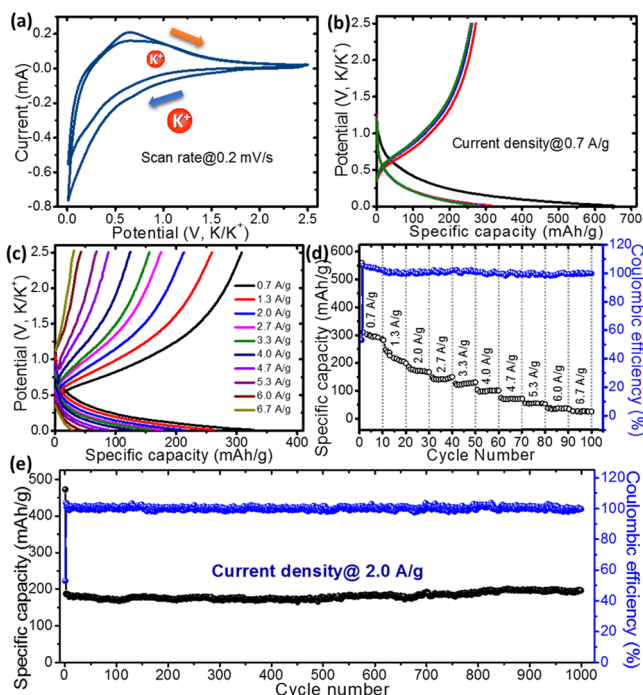 (a)
Current (mA)
0.2
0.0
-0.2
-0.4
-0.6
-0.8
K+
K+
Scan rate@0.2 mV/s
0.0 0.5 1.0 1.5 2.0 2.5
Potential (V, K/K+)
(b)
Potential (V, K/K+)
2.5
2.0
1.5
1.0
0.5
0.0
Current density@0.7 A/g
0 100 200 300 400 500 600 700
Specific capacity (mAh/g)
(c)
Potential (V, K/K+)
2.5
2.0
1.5
1.0
0.5
0.0
0.7 A/g
1.3 A/g
2.0 A/g
2.7 A/g
3.3 A/g
4.0 A/g
4.7 A/g
5.3 A/g
6.0 A/g
6.7 A/g
0 100 200 300 400
Specific capacity (mAh/g)
(d)
Specific capacity (mAh/g)
600
500
400
300
200
100
0
0.7 A/g
1.3 A/g
2.0 A/g
2.7 A/g
3.3 A/g
4.0 A/g
4.7 A/g
5.3 A/g
6.0 A/g
6.7 A/g
120
100
80
60
40
20
0
Coulombic efficiency (%)
0 10 20 30 40 50 60 70 80 90 100
Cycle Number
(e)
Specific capacity (mAh/g)
500
400
300
200
100
0
Current density@ 2.0 A/g
120
100
80
60
40
20
0
Coulombic efficiency (%)
0 100 200 300 400 500 600 700 800 900 1000
Cycle number